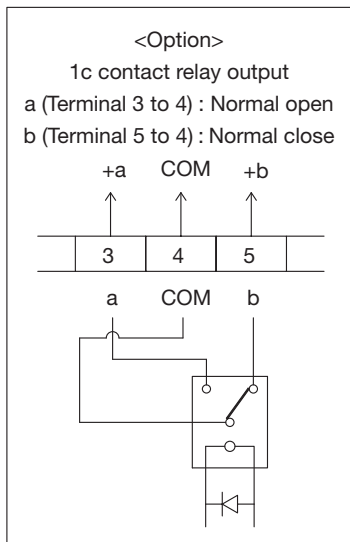 <Option>
1c contact relay output
a (Terminal 3 to 4) : Normal open
b (Terminal 5 to 4) : Normal close
+a COM +b
3 4 5
a COM b